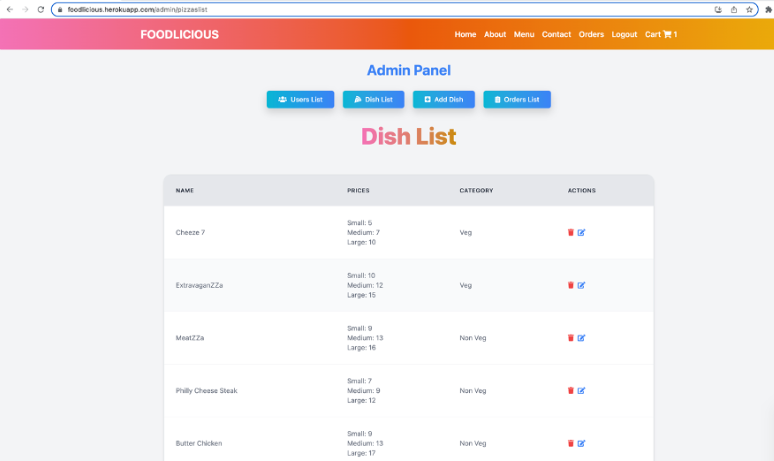 foodlicious.herokuapp.com/admin/pizzaslist
FOODLICIOUS Home About Menu Contact Orders Logout Cart 1
Admin Panel
Users List Dish List Add Dish Orders List
Dish List
NAME PRICES CATEGORY ACTIONS
Small: 5
Cheeze 7 Medium: 7 Veg
Large: 10
Small: 10
ExtravaganZZa Medium: 12 Veg
Large: 15
Small: 9
MeatZZa Medium: 13 Non Veg
Large: 16
Small: 7
Philly Cheese Steak Medium: 9 Non Veg
Large: 12
Small: 9
Butter Chicken Medium: 13 Non Veg
Large: 17